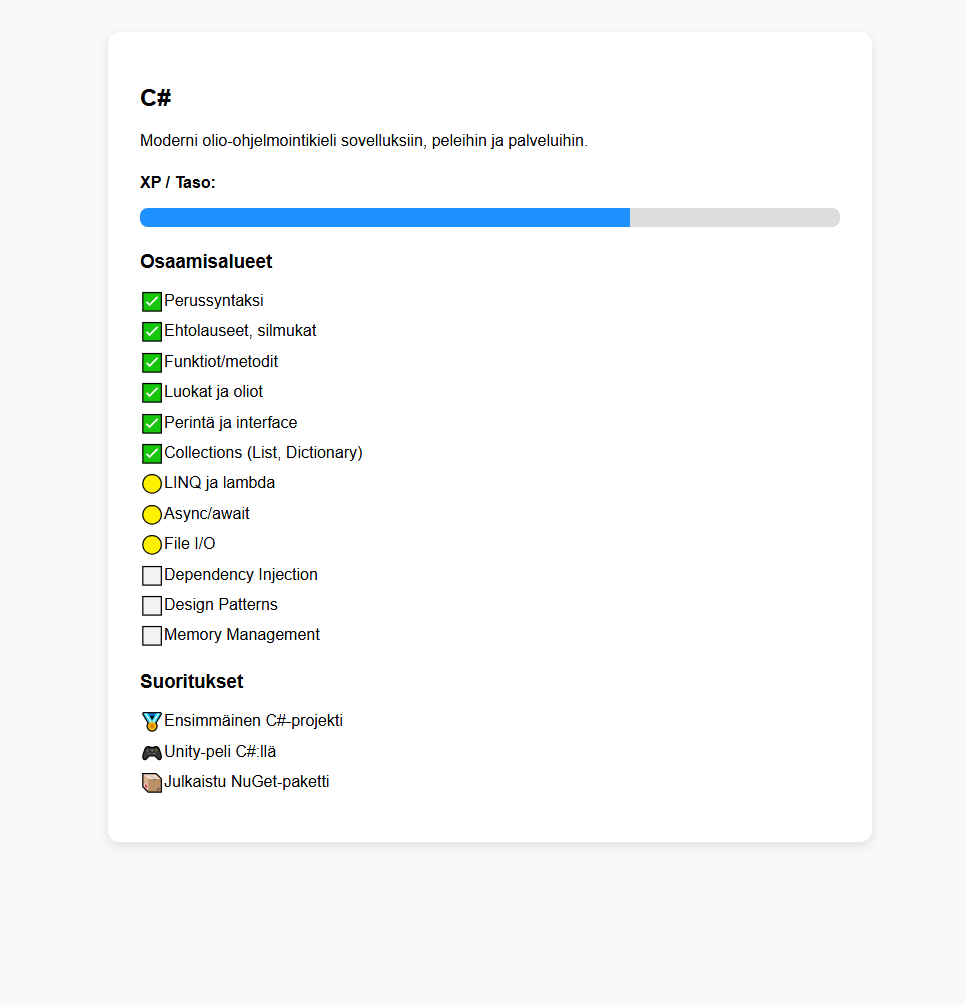 C#
Moderni olio-ohjelmointikieli sovelluksiin, peleihin ja palveluihin.
XP / Taso:
Osaamisalueet
Perussyntaksi
Ehtolauseet, silmukat
Funktiot/metodit
Luokat ja oliot
Perintä ja interface
Collections (List, Dictionary)
LINQ ja lambda
Async/await
File I/O
Dependency Injection
Design Patterns
Memory Management
Suoritukset
Ensimmäinen C#-projekti
Unity-peli C#:llä
Julkaistu NuGet-paketti